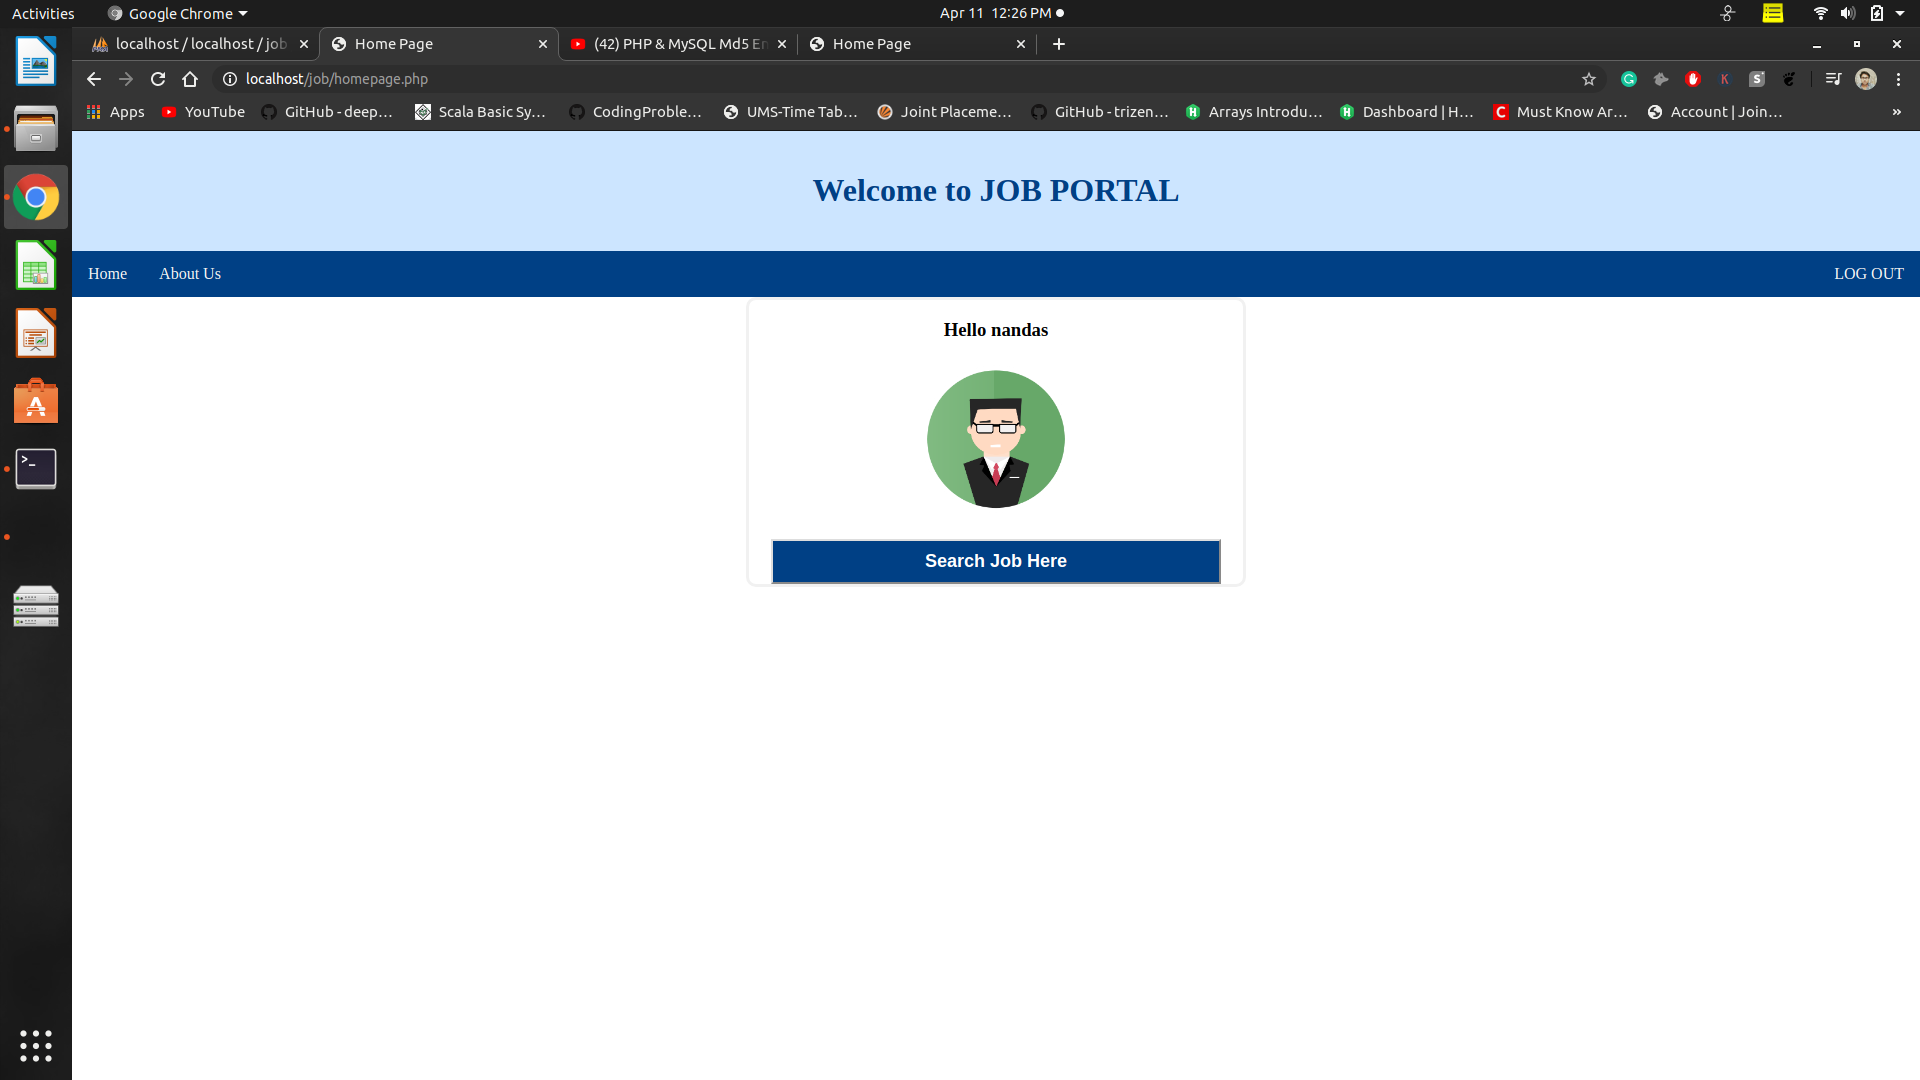 Activities Google Chrome Apr 11 12:26 PM
localhost / localhost / job Home Page (42) PHP & MySQL Md5 En Home Page
localhost/job/homepage.php
Apps YouTube GitHub - deep... Scala Basic Sy... CodingProble... UMS-Time Tab... Joint Placeme... GitHub - trizen... Arrays Introdu... Dashboard | H... Must Know Ar... Account | Join... »
Welcome to JOB PORTAL
Home About Us LOG OUT
Hello nandas
Search Job Here